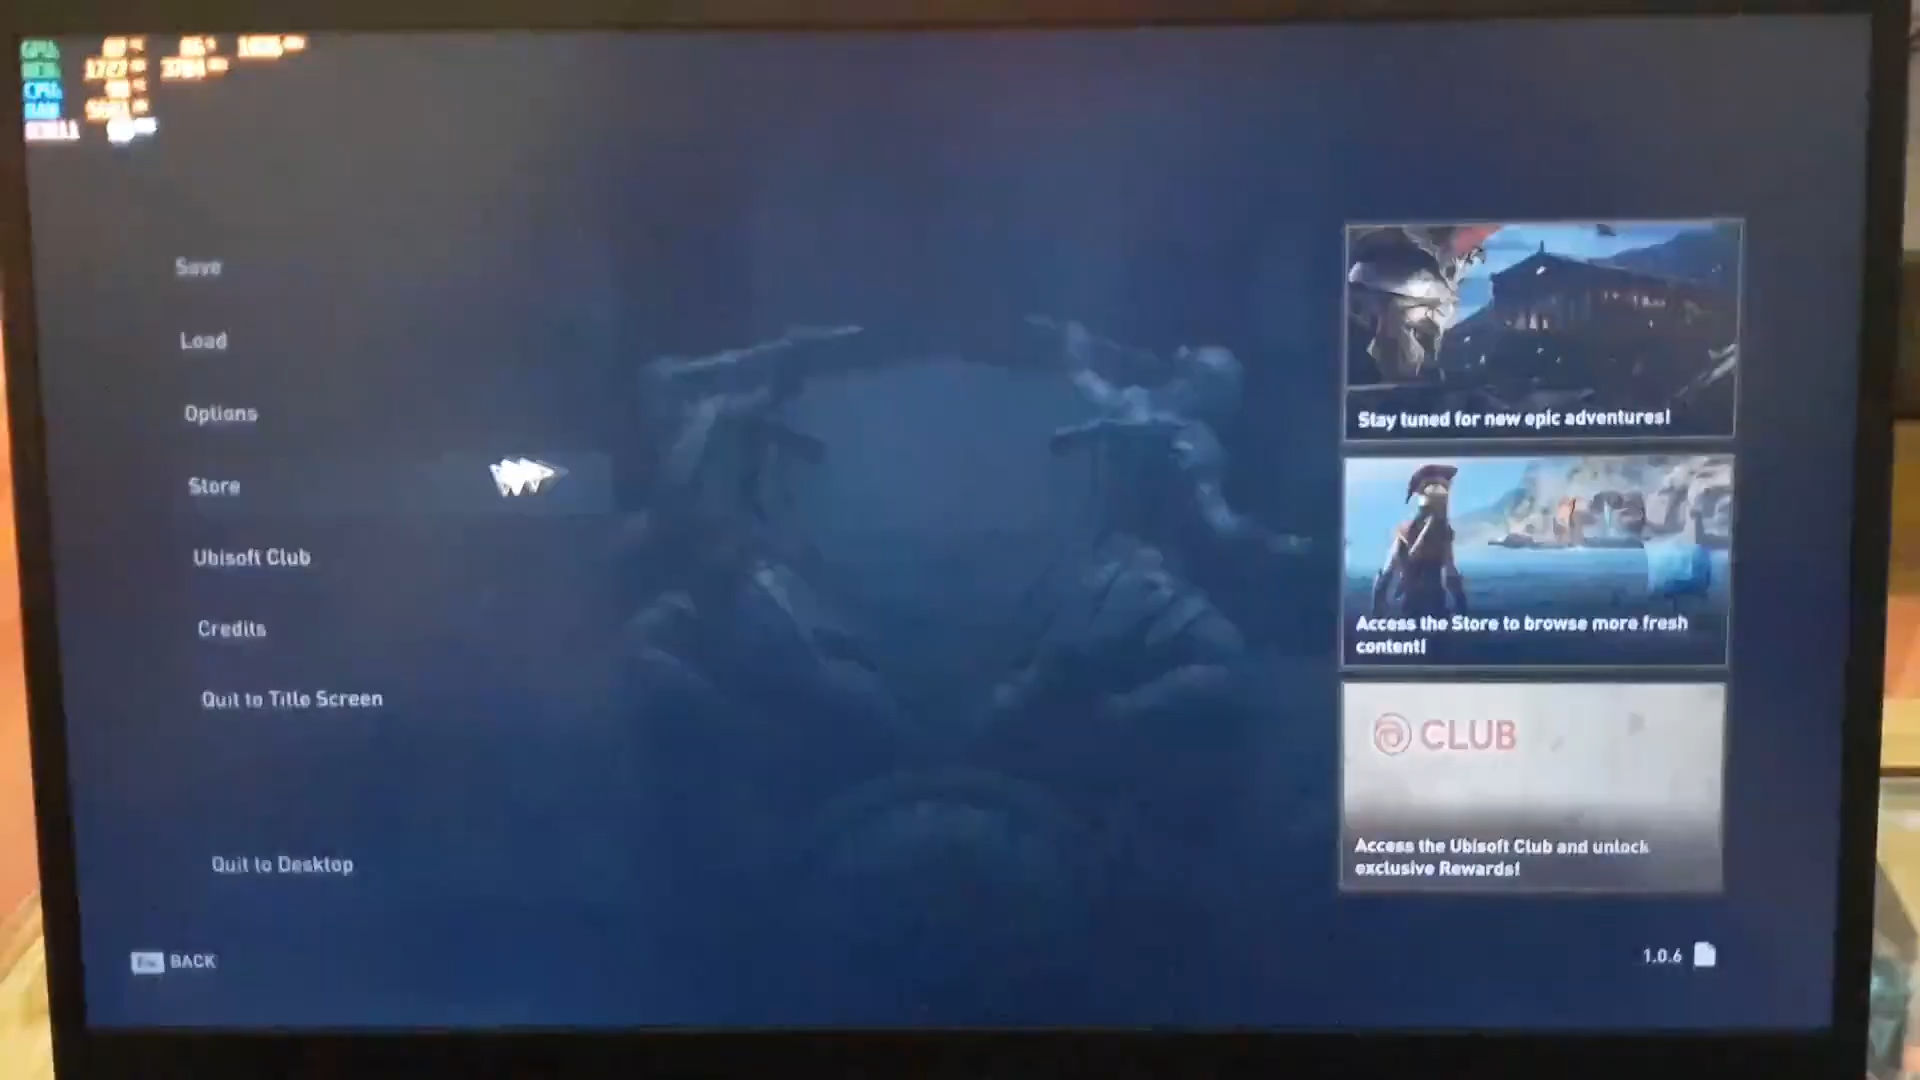 GPU
CPU
Save
Load
Options
Store
Ubisoft Club
Credits
Quit to Title Screen
Quit to Desktop
BACK
Stay tuned for new epic adventures!
Access the Store to browse more fresh
content!
CLUB
Access the Ubisoft Club and unlock
exclusive Rewards!
1.0.6